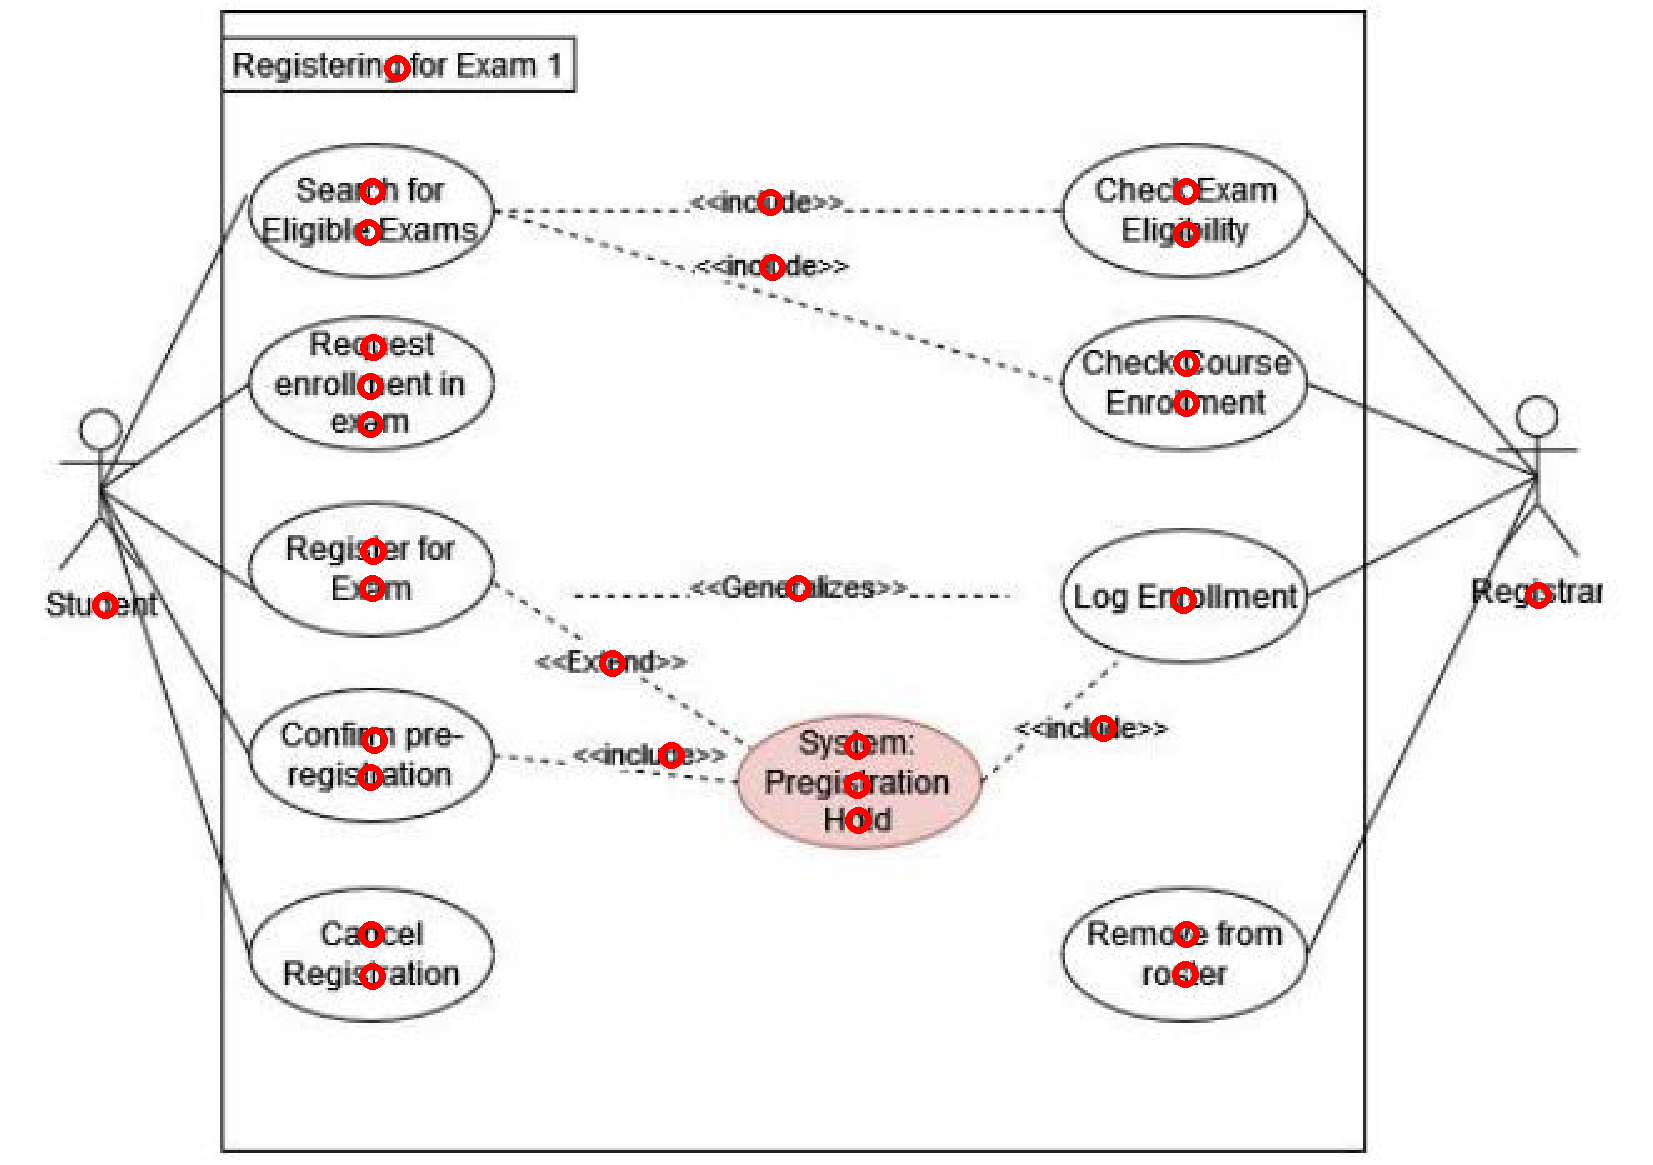 Registering for Exam 1
Search for
Eligible Exams
<<include>>
Check Exam
Eligibility
<<include>>
Request
enrollment in
exam
Check Course
Enrollment
Register for
Exam
<<Generalizes>>
Log Enrollment
Student
Registrar
<<Extend>>
Confirm pre-
registration
<<include>>
System:
Pregistration
Hold
<<include>>
Cancel
Registration
Remove from
roster